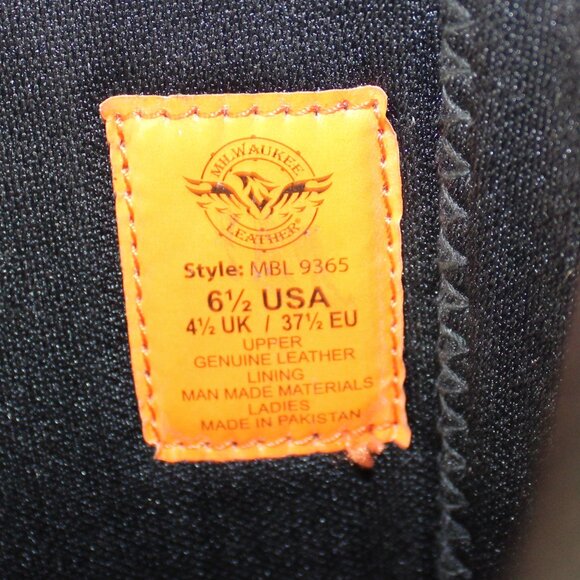 MILWAUKEE
LEATHER®
Style: MBL 9365
6½ USA
4½ UK / 37½ EU
UPPER
GENUINE LEATHER
LINING
MAN MADE MATERIALS
LADIES
MADE IN PAKISTAN